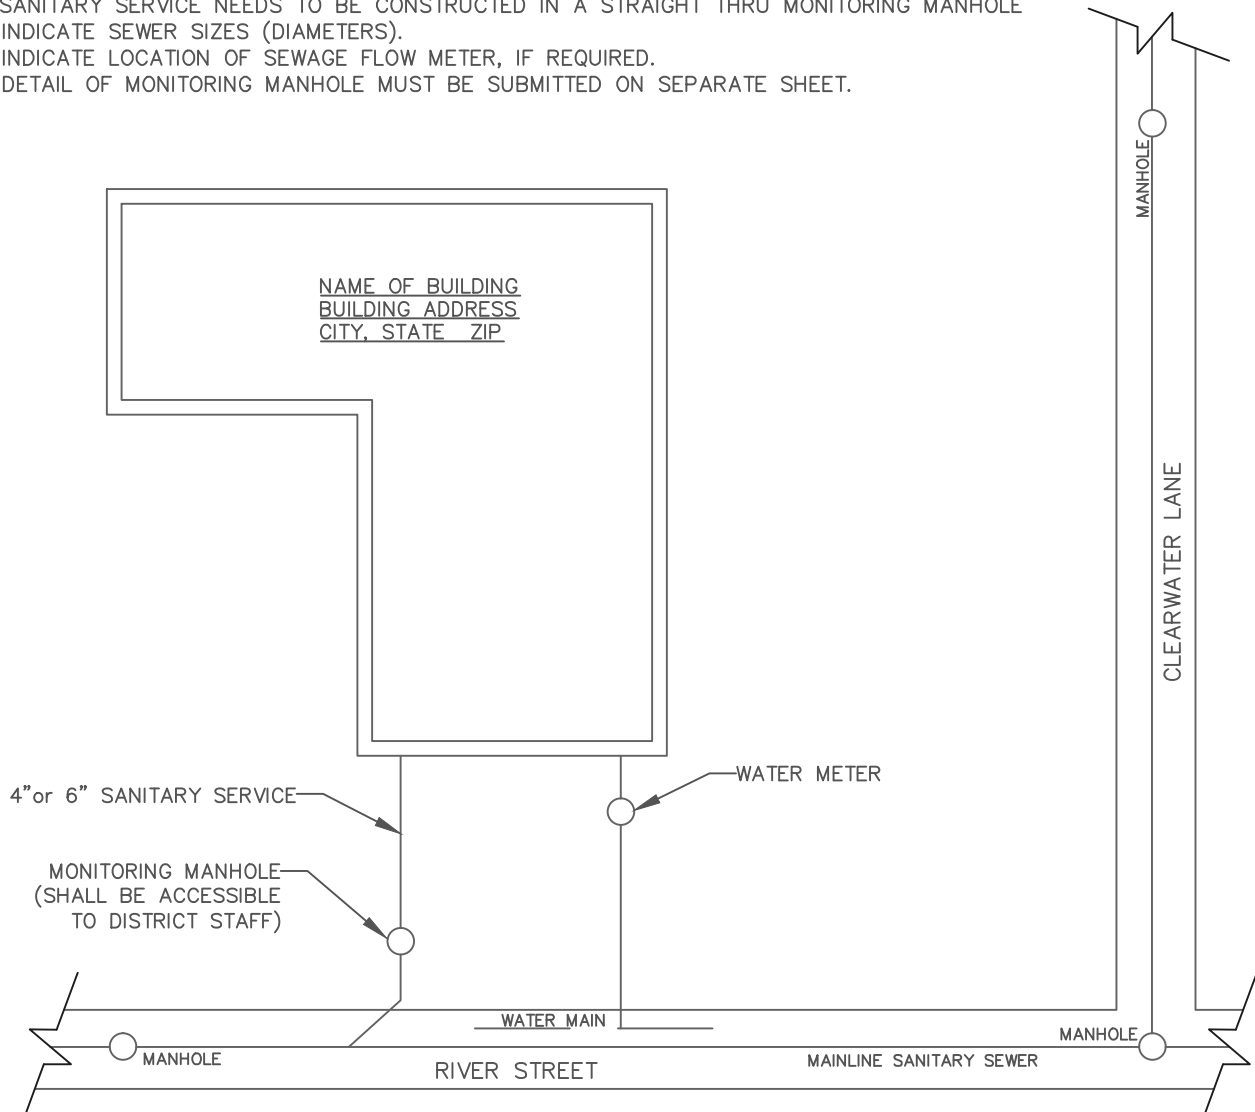 SANITARY SERVICE NEEDS TO BE CONSTRUCTED IN A STRAIGHT THRU MONITORING MANHOLE
INDICATE SEWER SIZES (DIAMETERS).
INDICATE LOCATION OF SEWAGE FLOW METER, IF REQUIRED.
DETAIL OF MONITORING MANHOLE MUST BE SUBMITTED ON SEPARATE SHEET.
MANHOLE
NAME OF BUILDING
BUILDING ADDRESS
CITY, STATE ZIP
CLEARWATER LANE
WATER METER
4”or 6” SANITARY SERVICE
MONITORING MANHOLE
(SHALL BE ACCESSIBLE
TO DISTRICT STAFF)
WATER MAIN
MANHOLE
MANHOLE
MAINLINE SANITARY SEWER
RIVER STREET